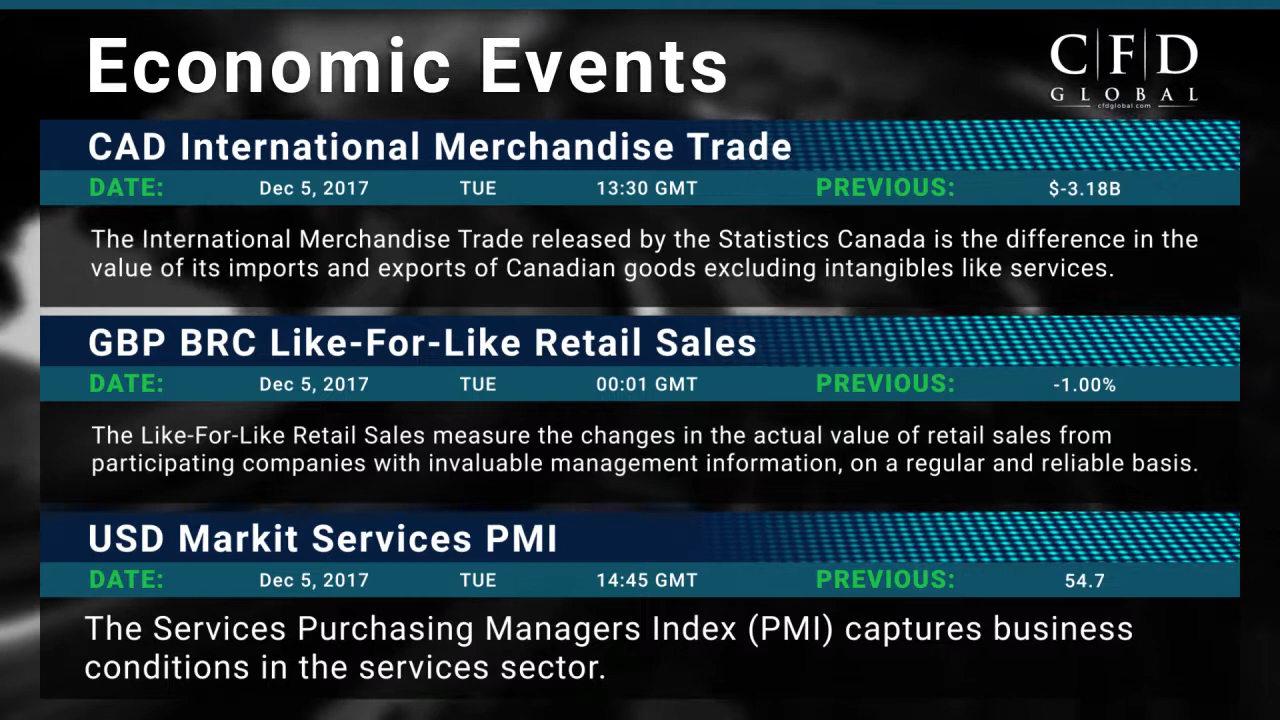 Economic Events
C|F|D
GLOBAL
cfdglobal.com
CAD International Merchandise Trade
DATE: Dec 5, 2017 TUE 13:30 GMT PREVIOUS: $-3.18B
The International Merchandise Trade released by the Statistics Canada is the difference in the
value of its imports and exports of Canadian goods excluding intangibles like services.
GBP BRC Like-For-Like Retail Sales
DATE: Dec 5, 2017 TUE 00:01 GMT PREVIOUS: -1.00%
The Like-For-Like Retail Sales measure the changes in the actual value of retail sales from
participating companies with invaluable management information, on a regular and reliable basis.
USD Markit Services PMI
DATE: Dec 5, 2017 TUE 14:45 GMT PREVIOUS: 54.7
The Services Purchasing Managers Index (PMI) captures business
conditions in the services sector.